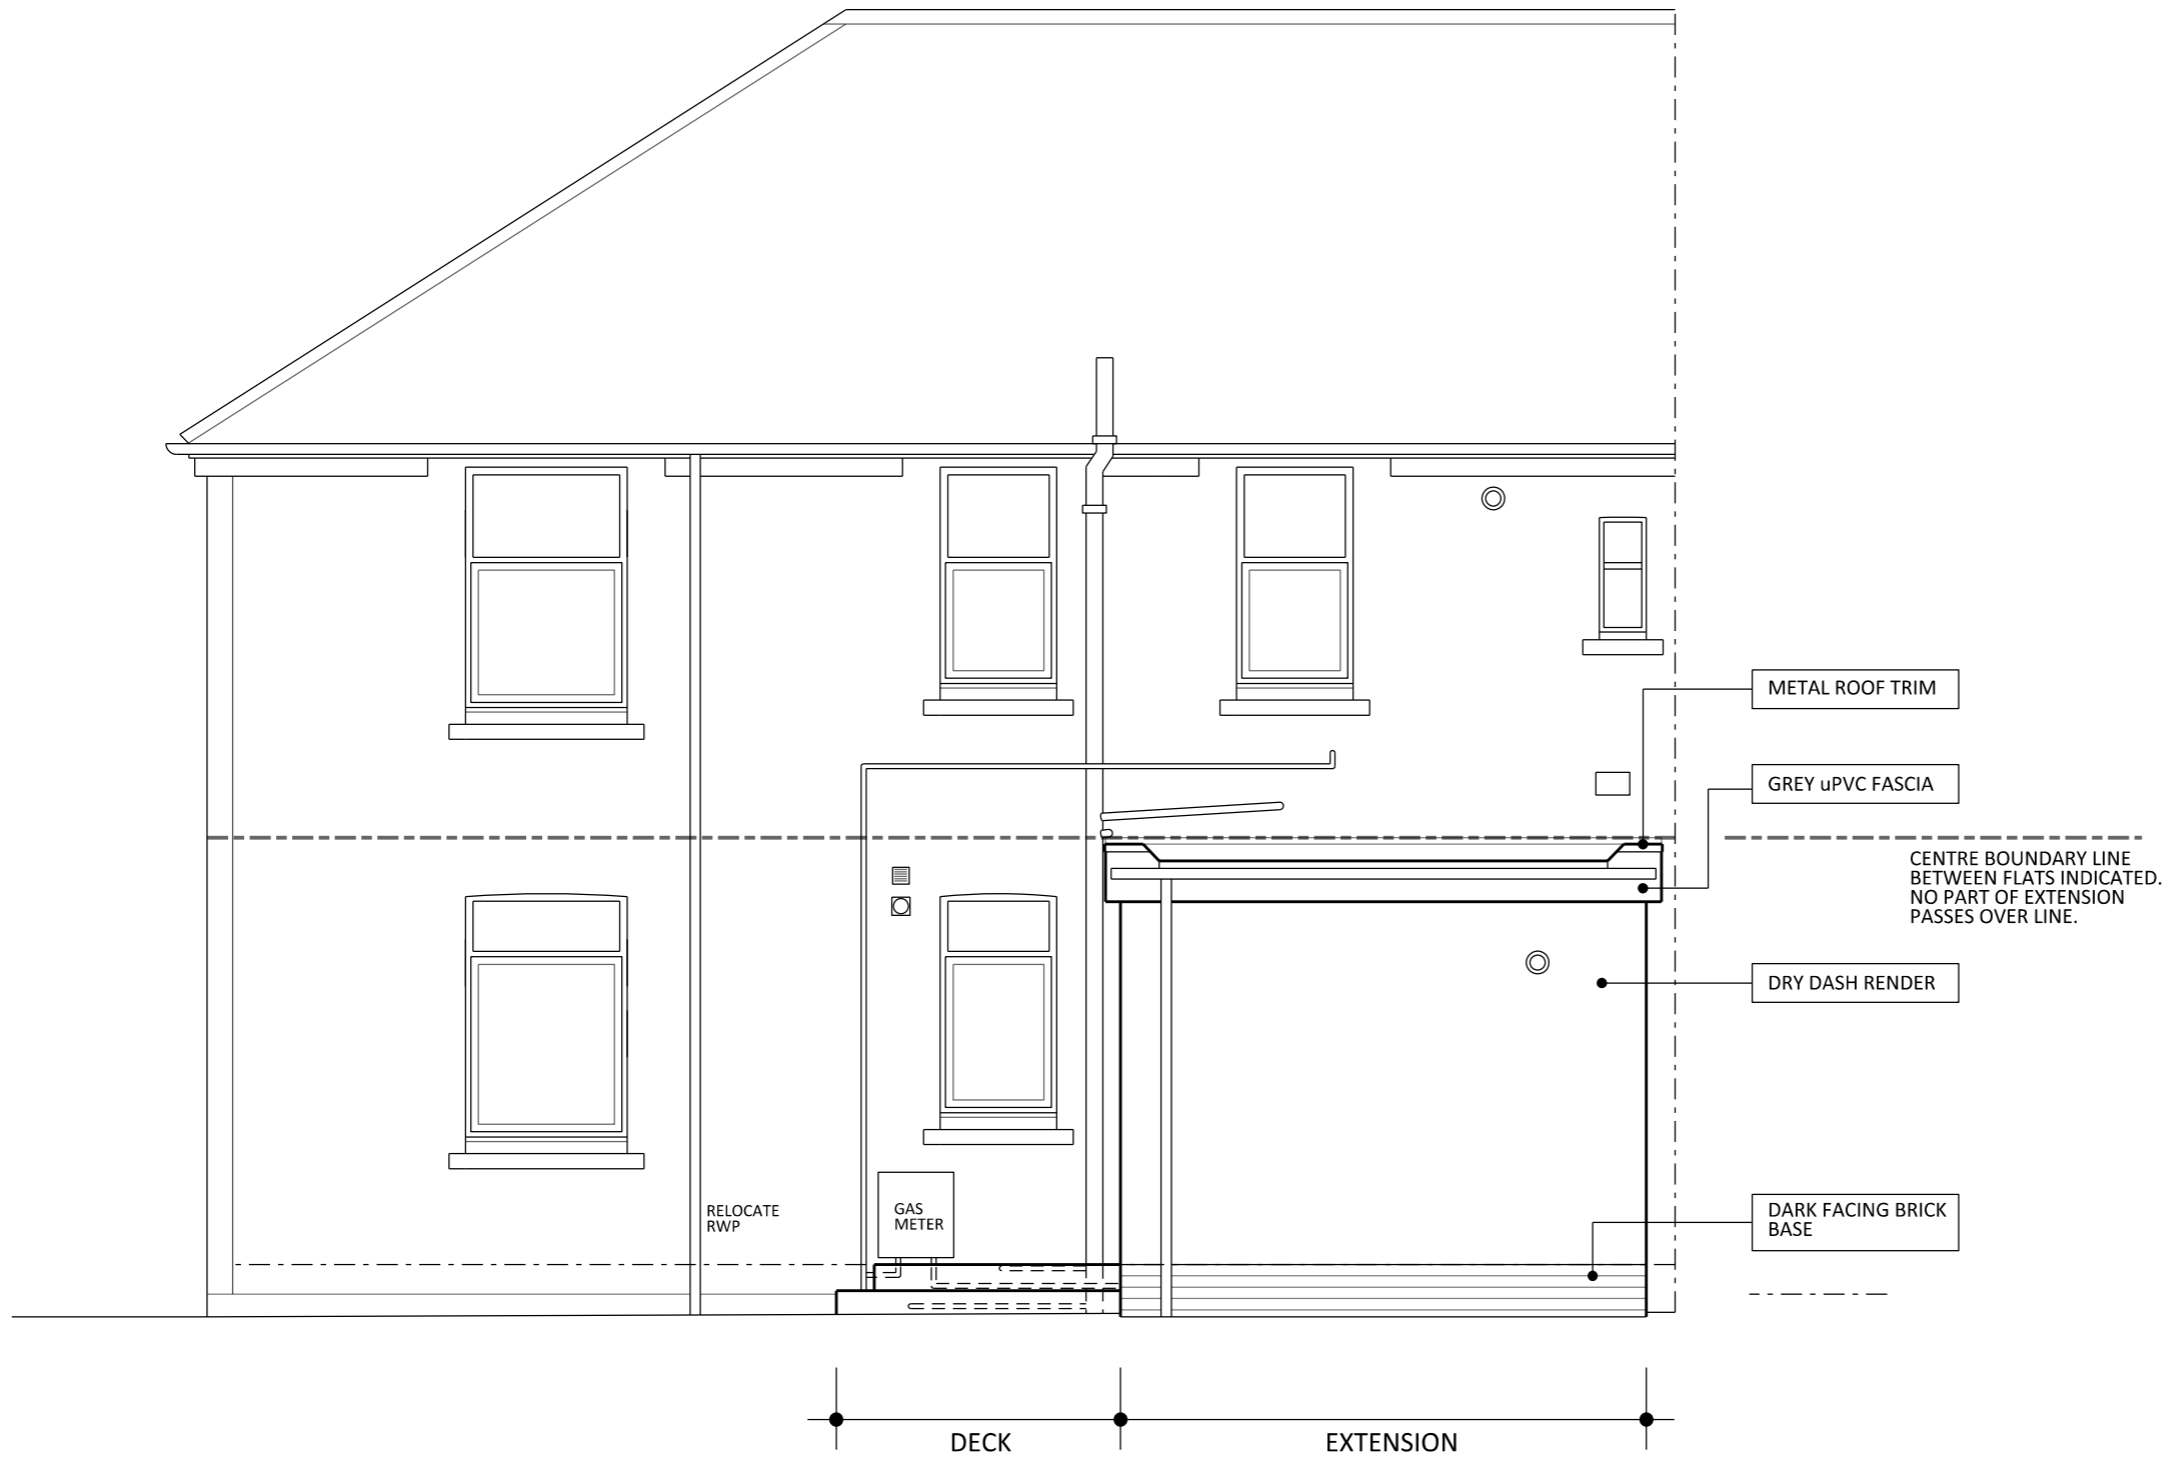 METAL ROOF TRIM
GREY uPVC FASCIA
CENTRE BOUNDARY LINE
BETWEEN FLATS INDICATED.
NO PART OF EXTENSION
PASSES OVER LINE.
DRY DASH RENDER
DARK FACING BRICK
BASE
RELOCATE
RWP
GAS
METER
DECK
EXTENSION